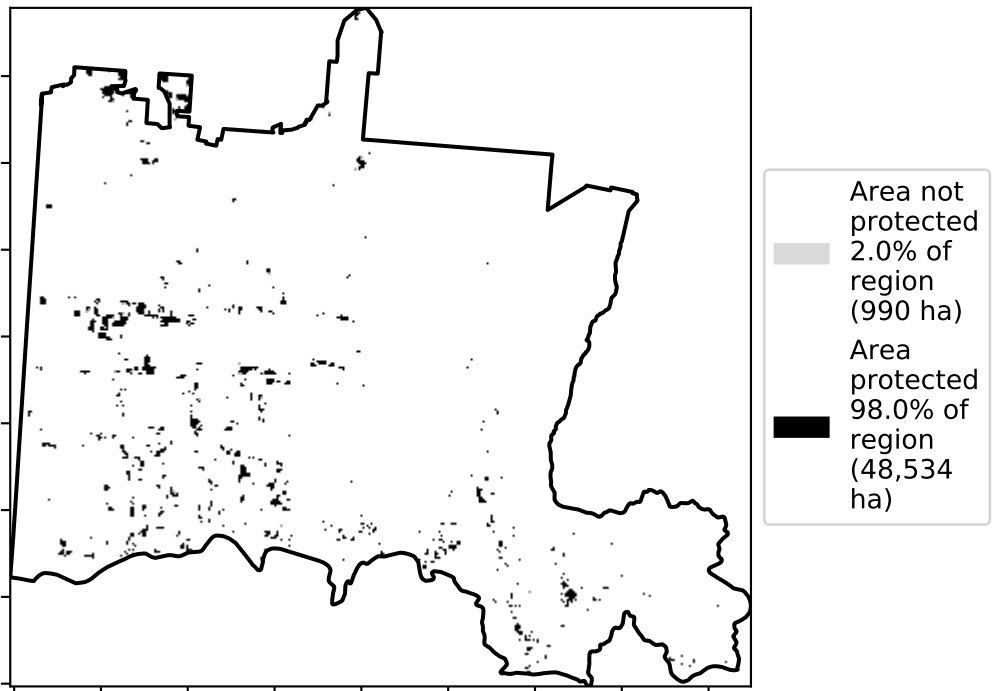 Area not
protected
2.0% of
region
(990 ha)
Area
protected
98.0% of
region
(48,534
ha)